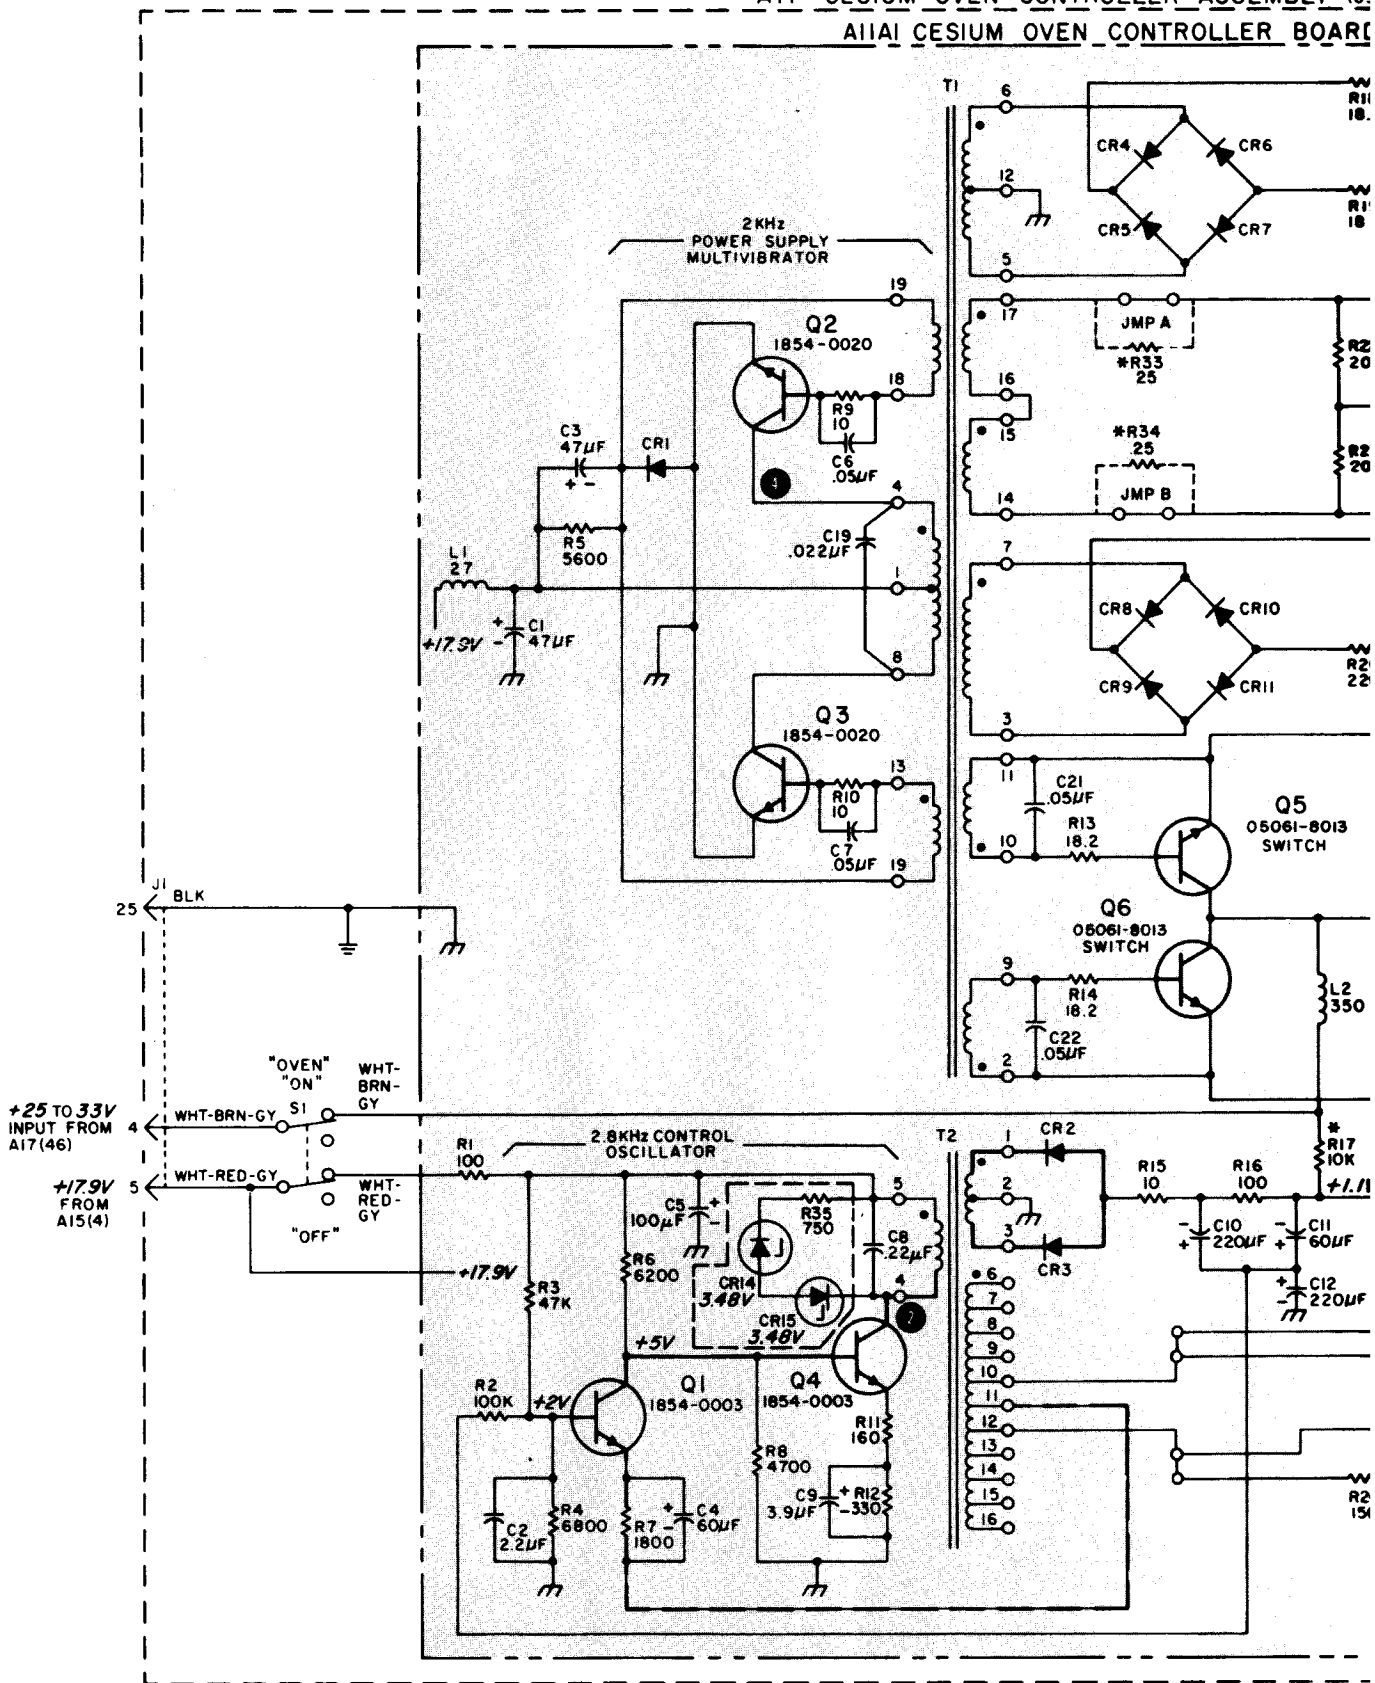 A11A1 CESIUM OVEN CONTROLLER BOARD
T1
6
12
5
CR4
CR6
CR5
CR7
2KHz
POWER SUPPLY
MULTIVIBRATOR
19
Q2
1854-0020
18
R9
10
C6
.05µF
17
JMP A
*R33
25
16
15
*R34
25
JMP B
14
C3
47µF
+ -
CR1
4
4
R5
5600
C19
.022µF
L1
27
1
+17.9V
+
-
C1
47µF
8
7
CR8
CR10
CR9
CR11
3
Q3
1854-0020
13
R10
10
C7
.05µF
19
11
C21
.05µF
R13
18.2
10
Q5
05061-8013
SWITCH
J1
25
BLK
Q6
05061-8013
SWITCH
9
R14
18.2
C22
.05µF
2
L2
350
"OVEN"
"ON"
S1
WHT-
BRN-
GY
+25 TO 33V
INPUT FROM
A17(46)
4
WHT-BRN-GY
+17.9V
FROM
A15(4)
5
WHT-RED-GY
WHT-
RED-
GY
"OFF"
+17.9V
R1
100
2.8KHz CONTROL
OSCILLATOR
T2
1
CR2
2
3
CR3
R15
10
R16
100
*
R17
10K
C10
220µF
C11
60µF
C12
220µF
C5
100µF
R35
750
5
C8
.22µF
4
CR14
3.48V
CR15
3.48V
R6
6200
R3
47K
+5V
6
7
8
9
10
11
12
13
14
15
16
R2
100K
+2V
Q1
1854-0003
Q4
1854-0003
R11
160
R8
4700
C9
3.9µF
+
-
R12
330
C2
2.2µF
R4
6800
R7
1800
+
-
C4
60µF